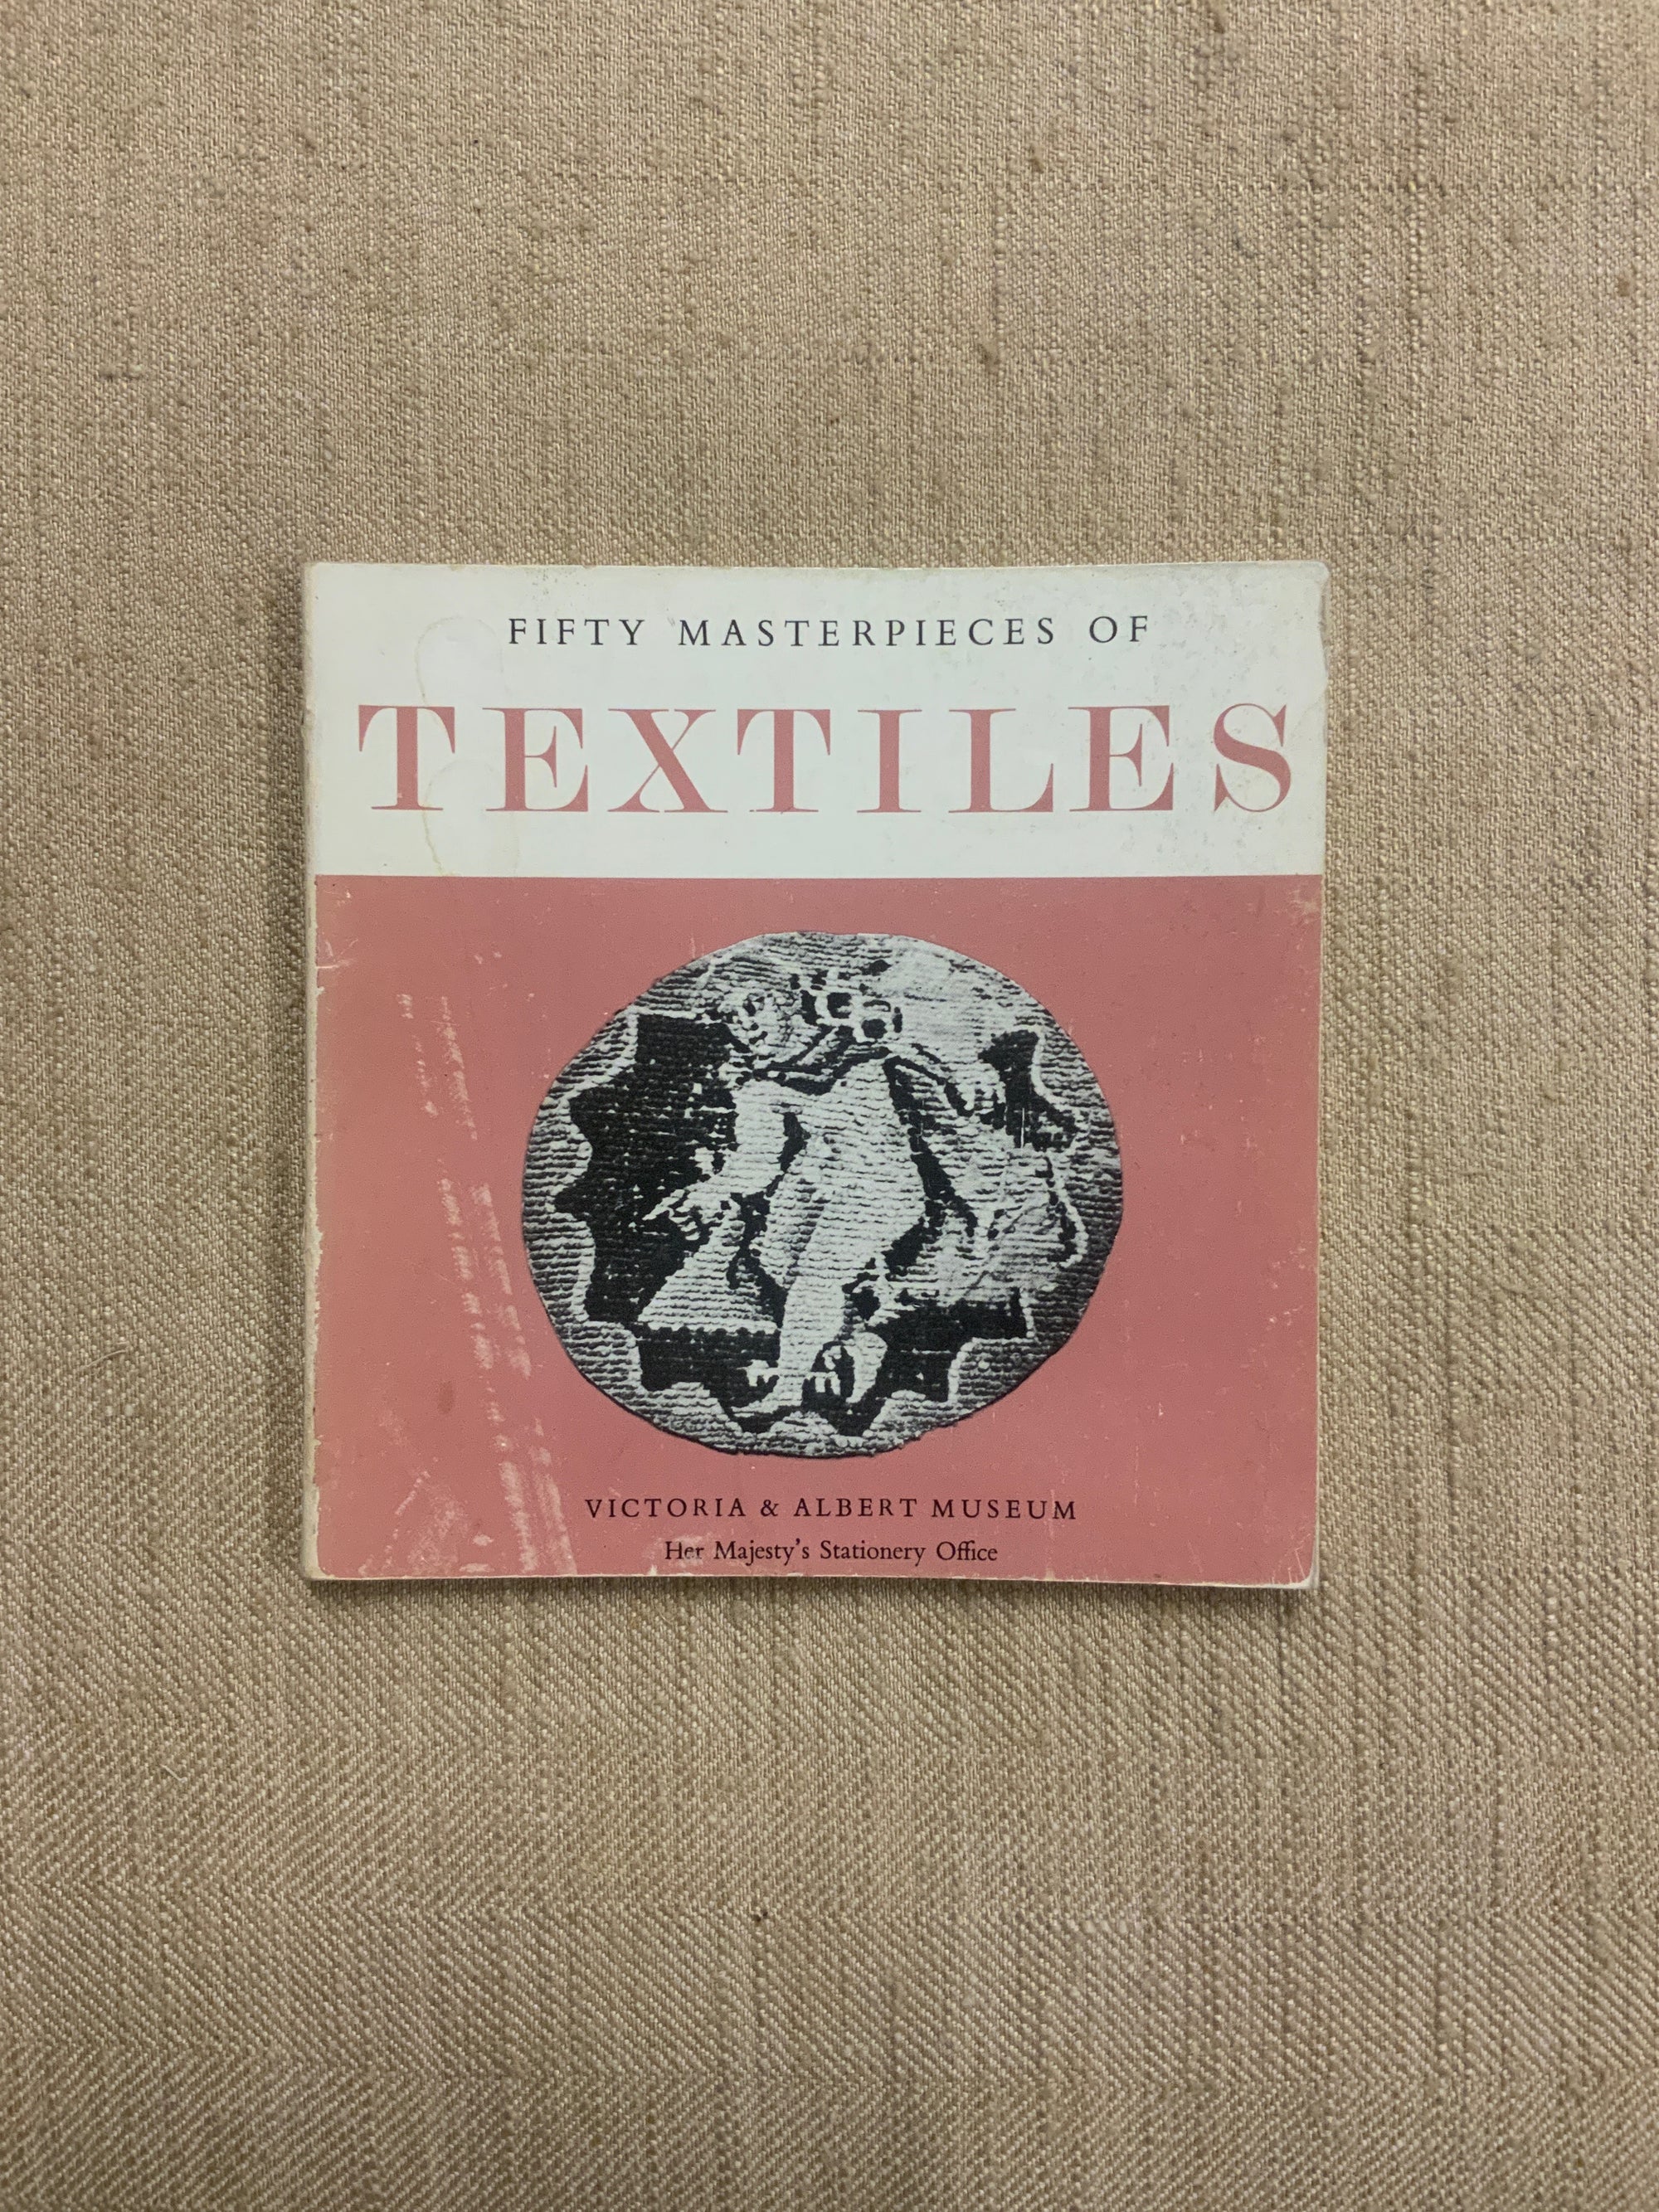 FIFTY MASTERPIECES OF
TEXTILES
VICTORIA & ALBERT MUSEUM
Her Majesty's Stationery Office